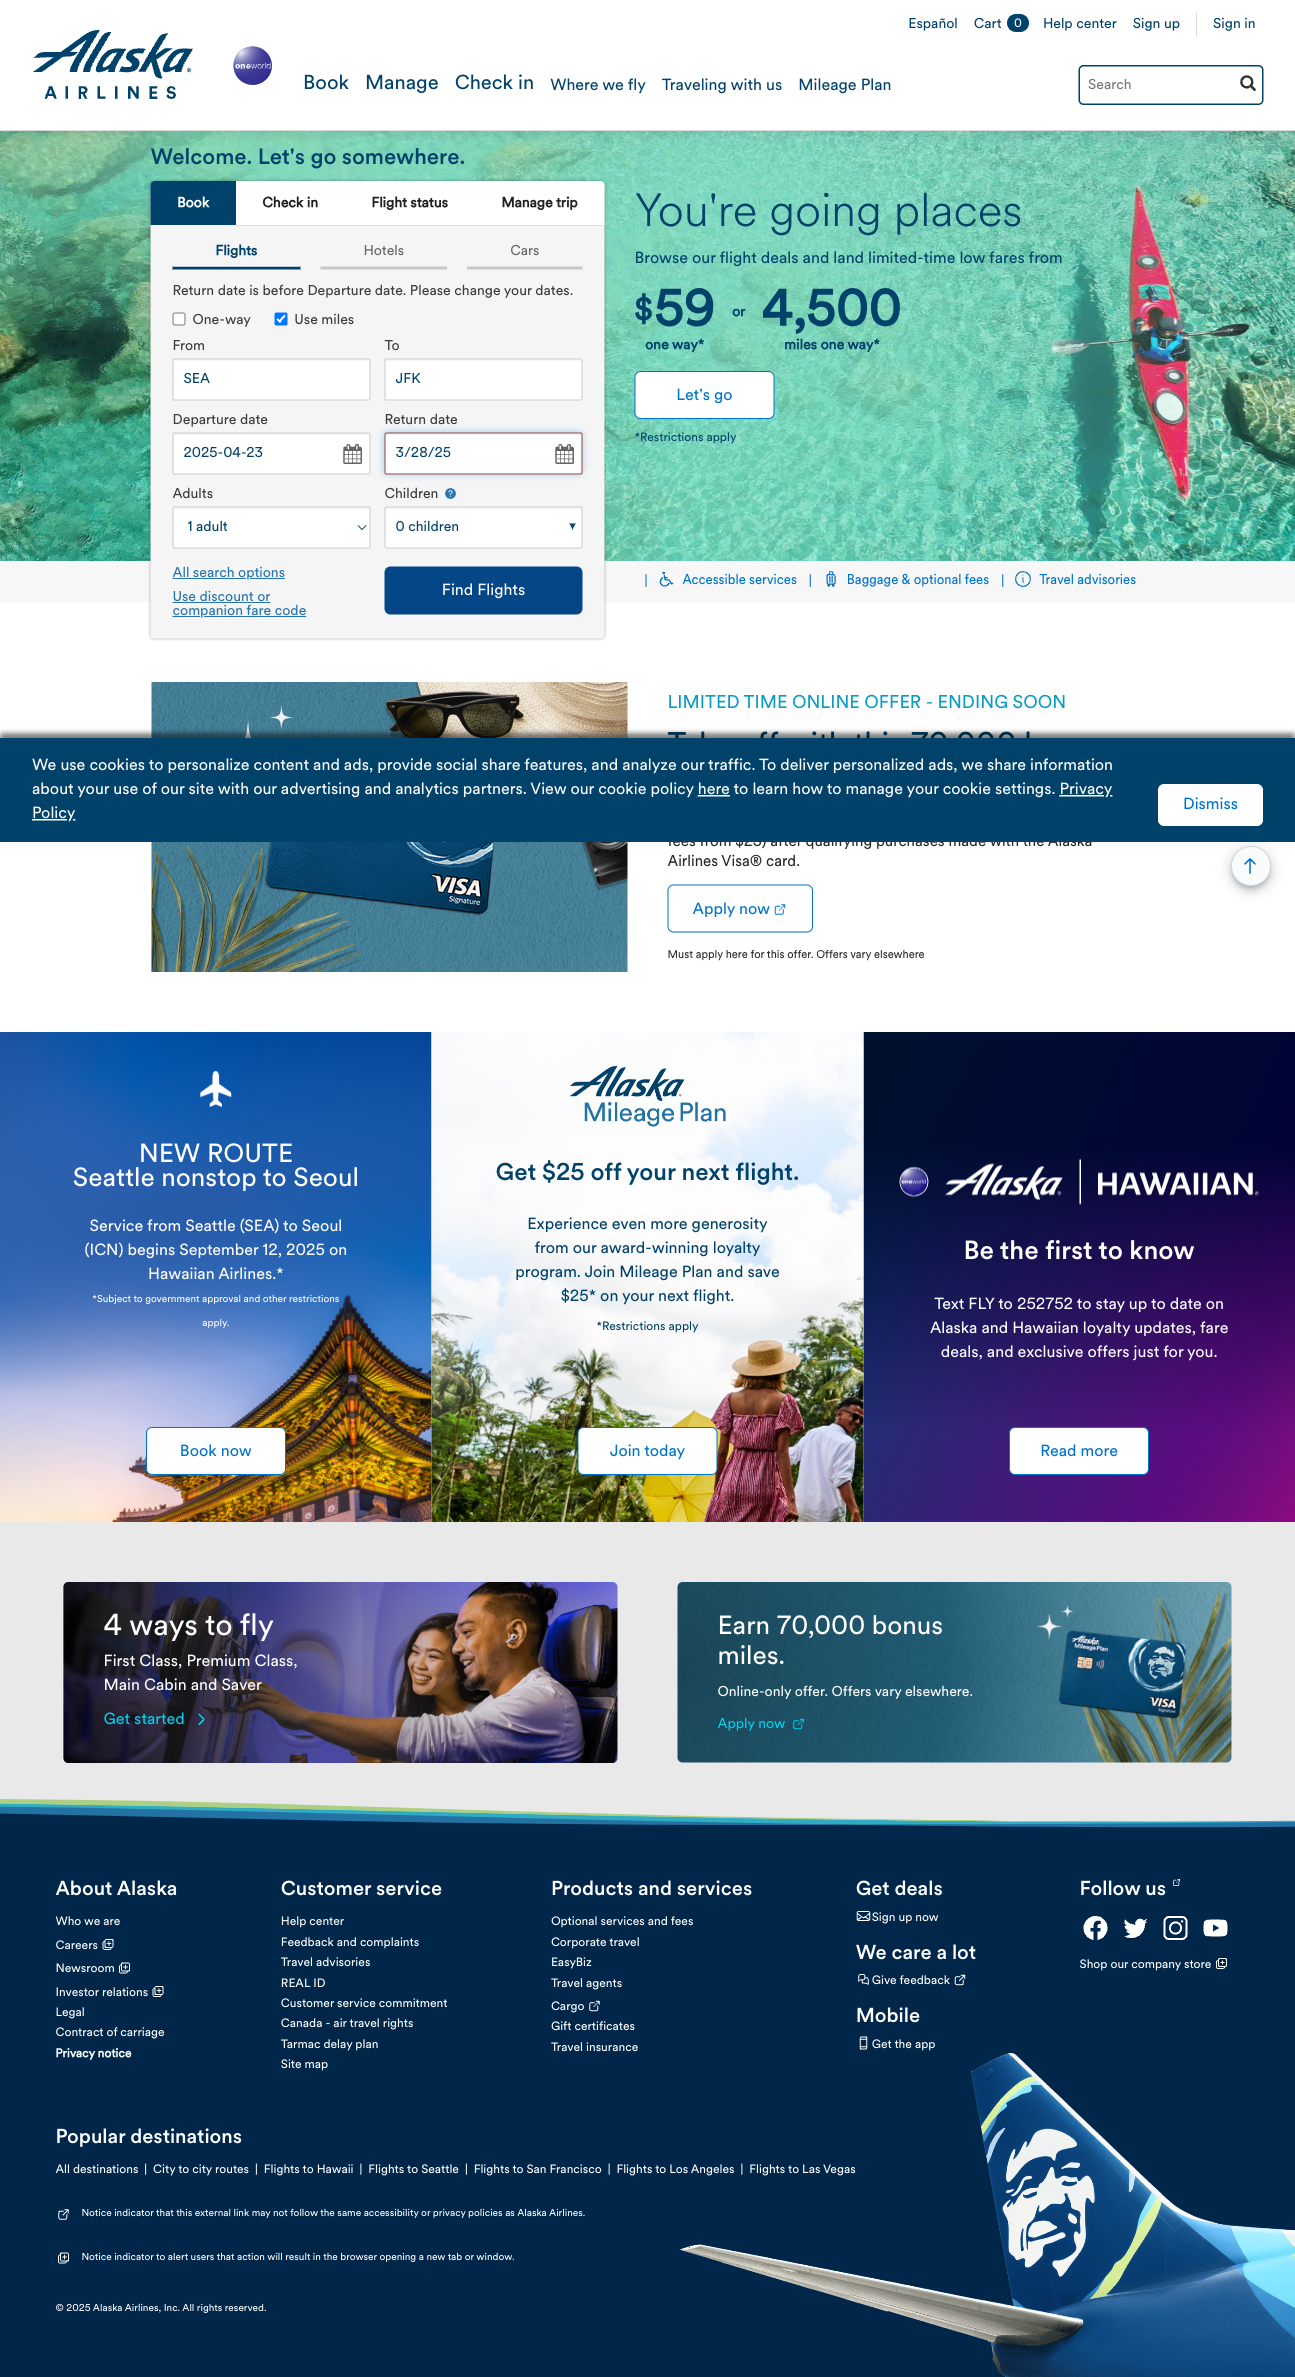 Español Cart 0 Help center Sign up Sign in
Alaska
AIRLINES
oneworld
Book Manage Check in Where we fly Traveling with us Mileage Plan
Search
Welcome. Let's go somewhere.
Book Check in Flight status Manage trip
Flights Hotels Cars
Return date is before Departure date. Please change your dates.
One-way Use miles
From To
SEA JFK
Departure date Return date
2025-04-23 3/28/25
Adults Children ?
1 adult 0 children
All search options
Use discount or
companion fare code
Find Flights
You're going places
Browse our flight deals and land limited-time low fares from
$59 or 4,500
one way* miles one way*
Let's go
*Restrictions apply
| Accessible services | Baggage & optional fees | Travel advisories
LIMITED TIME ONLINE OFFER - ENDING SOON
We use cookies to personalize content and ads, provide social share features, and analyze our traffic. To deliver personalized ads, we share information
about your use of our site with our advertising and analytics partners. View our cookie policy here to learn how to manage your cookie settings. Privacy
Policy
Dismiss
fees from $23) after qualifying purchases made with the Alaska
Airlines Visa® card.
VISA
Signature
Apply now
Must apply here for this offer. Offers vary elsewhere
NEW ROUTE
Seattle nonstop to Seoul
Service from Seattle (SEA) to Seoul
(ICN) begins September 12, 2025 on
Hawaiian Airlines.*
*Subject to government approval and other restrictions
apply.
Book now
Alaska
Mileage Plan
Get $25 off your next flight.
Experience even more generosity
from our award-winning loyalty
program. Join Mileage Plan and save
$25* on your next flight.
*Restrictions apply
Join today
oneworld Alaska | HAWAIIAN
Be the first to know
Text FLY to 252752 to stay up to date on
Alaska and Hawaiian loyalty updates, fare
deals, and exclusive offers just for you.
Read more
4 ways to fly
First Class, Premium Class,
Main Cabin and Saver
Get started
Earn 70,000 bonus
miles.
Online-only offer. Offers vary elsewhere.
Apply now
Alaska
Mileage Plan
VISA
Signature
About Alaska
Who we are
Careers
Newsroom
Investor relations
Legal
Contract of carriage
Privacy notice
Customer service
Help center
Feedback and complaints
Travel advisories
REAL ID
Customer service commitment
Canada - air travel rights
Tarmac delay plan
Site map
Products and services
Optional services and fees
Corporate travel
EasyBiz
Travel agents
Cargo
Gift certificates
Travel insurance
Get deals
Sign up now
We care a lot
Give feedback
Mobile
Get the app
Follow us
Shop our company store
Popular destinations
All destinations | City to city routes | Flights to Hawaii | Flights to Seattle | Flights to San Francisco | Flights to Los Angeles | Flights to Las Vegas
Notice indicator that this external link may not follow the same accessibility or privacy policies as Alaska Airlines.
Notice indicator to alert users that action will result in the browser opening a new tab or window.
© 2025 Alaska Airlines, Inc. All rights reserved.